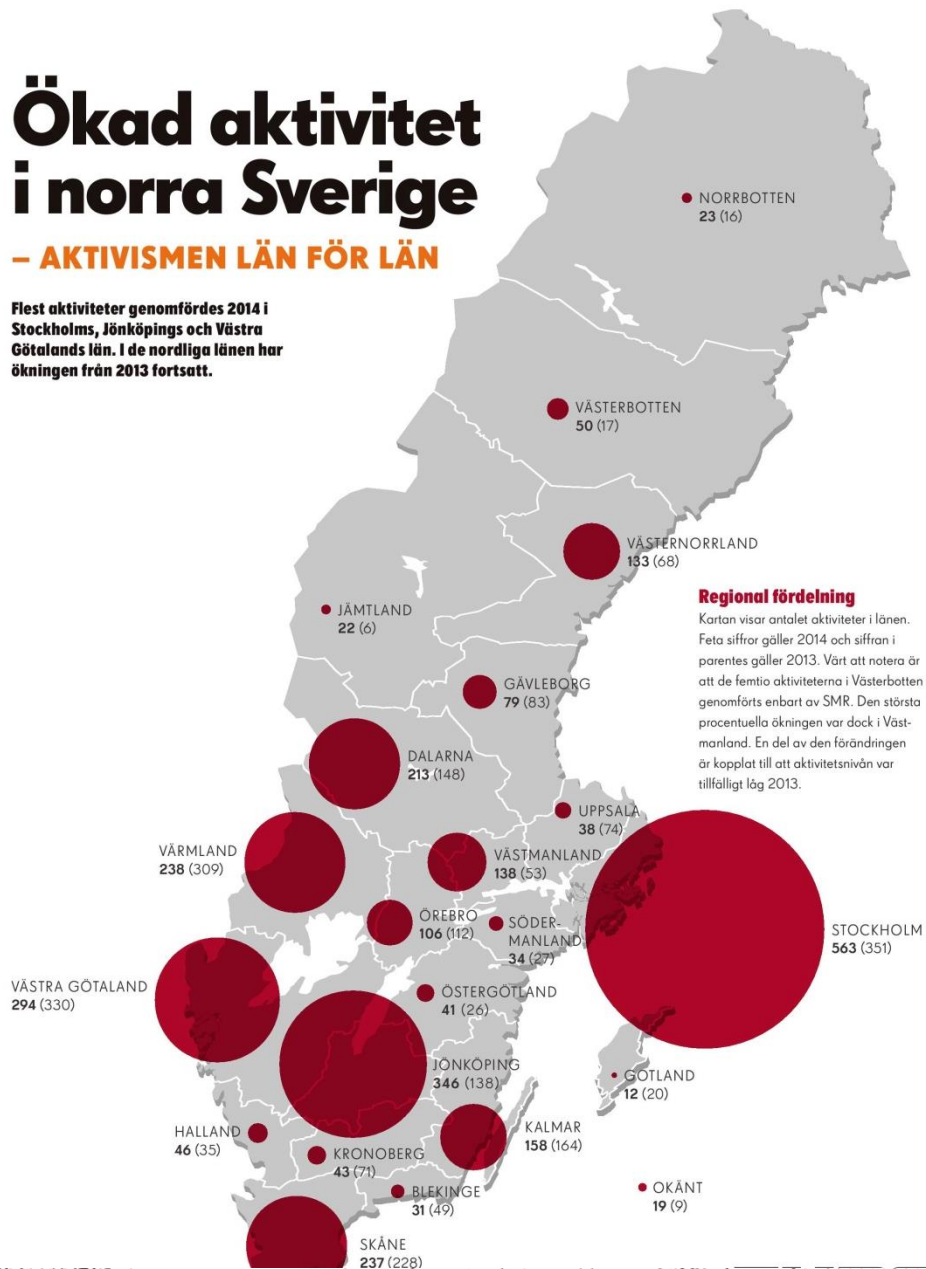 Ökad aktivitet
i norra Sverige
– AKTIVISMEN LÄN FÖR LÄN
Flest aktiviteter genomfördes 2014 i
Stockholms, Jönköpings och Västra
Götalands län. I de nordliga länen har
ökningen från 2013 fortsatt.
NORRBOTTEN
23 (16)
VÄSTERBOTTEN
50 (17)
VÄSTERNORRLAND
133 (68)
JÄMTLAND
22 (6)
Regional fördelning
Kartan visar antalet aktiviteter i länen.
Feta siffror gäller 2014 och siffran i
parentes gäller 2013. Värt att notera är
att de femtio aktiviteterna i Västerbotten
genomförts enbart av SMR. Den största
procentuella ökningen var dock i Väst-
manland. En del av den förändringen
är kopplat till att aktivitetsnivån var
tillfälligt låg 2013.
GÄVLEBORG
79 (83)
DALARNA
213 (148)
UPPSALA
38 (74)
VÄRMLAND
238 (309)
VÄSTMANLAND
138 (53)
ÖREBRO
106 (112)
SÖDER-
MANLAND
34 (27)
STOCKHOLM
563 (351)
VÄSTRA GÖTALAND
294 (330)
ÖSTERGÖTLAND
41 (26)
JÖNKÖPING
346 (138)
GOTLAND
12 (20)
HALLAND
46 (35)
KALMAR
158 (164)
KRONOBERG
43 (71)
BLEKINGE
31 (49)
OKÄNT
19 (9)
SKÅNE
237 (228)